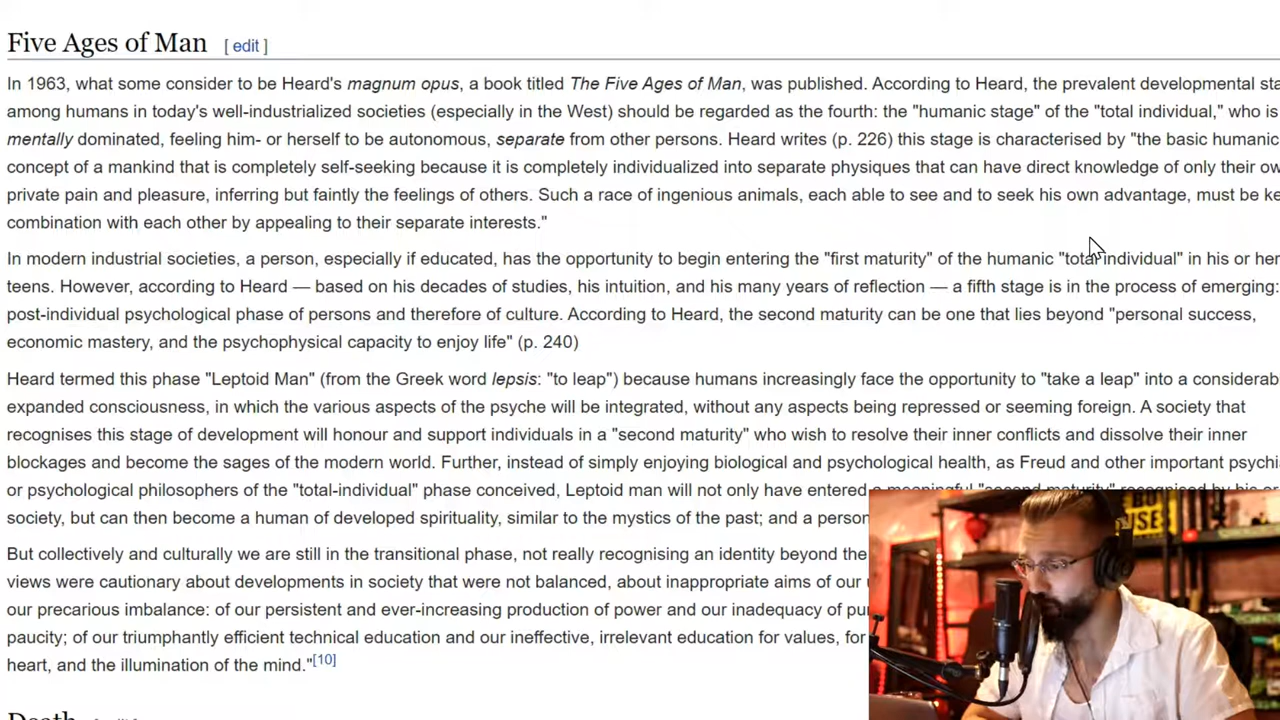 Five Ages of Man [ edit ]
In 1963, what some consider to be Heard's magnum opus, a book titled The Five Ages of Man, was published. According to Heard, the prevalent developmental sta
among humans in today's well-industrialized societies (especially in the West) should be regarded as the fourth: the "humanic stage" of the "total individual," who is
mentally dominated, feeling him- or herself to be autonomous, separate from other persons. Heard writes (p. 226) this stage is characterised by "the basic humanic
concept of a mankind that is completely self-seeking because it is completely individualized into separate physiques that can have direct knowledge of only their ow
private pain and pleasure, inferring but faintly the feelings of others. Such a race of ingenious animals, each able to see and to seek his own advantage, must be ke
combination with each other by appealing to their separate interests."
In modern industrial societies, a person, especially if educated, has the opportunity to begin entering the "first maturity" of the humanic "total individual" in his or her
teens. However, according to Heard — based on his decades of studies, his intuition, and his many years of reflection — a fifth stage is in the process of emerging:
post-individual psychological phase of persons and therefore of culture. According to Heard, the second maturity can be one that lies beyond "personal success,
economic mastery, and the psychophysical capacity to enjoy life" (p. 240)
Heard termed this phase "Leptoid Man" (from the Greek word lepsis: "to leap") because humans increasingly face the opportunity to "take a leap" into a considerab
expanded consciousness, in which the various aspects of the psyche will be integrated, without any aspects being repressed or seeming foreign. A society that
recognises this stage of development will honour and support individuals in a "second maturity" who wish to resolve their inner conflicts and dissolve their inner
blockages and become the sages of the modern world. Further, instead of simply enjoying biological and psychological health, as Freud and other important psychi
or psychological philosophers of the "total-individual" phase conceived, Leptoid man will not only have entered a meaningful "second maturity" recognised by his or
society, but can then become a human of developed spirituality, similar to the mystics of the past; and a person
But collectively and culturally we are still in the transitional phase, not really recognising an identity beyond the
views were cautionary about developments in society that were not balanced, about inappropriate aims of our
our precarious imbalance: of our persistent and ever-increasing production of power and our inadequacy of pu
paucity; of our triumphantly efficient technical education and our ineffective, irrelevant education for values, for
heart, and the illumination of the mind."[10]